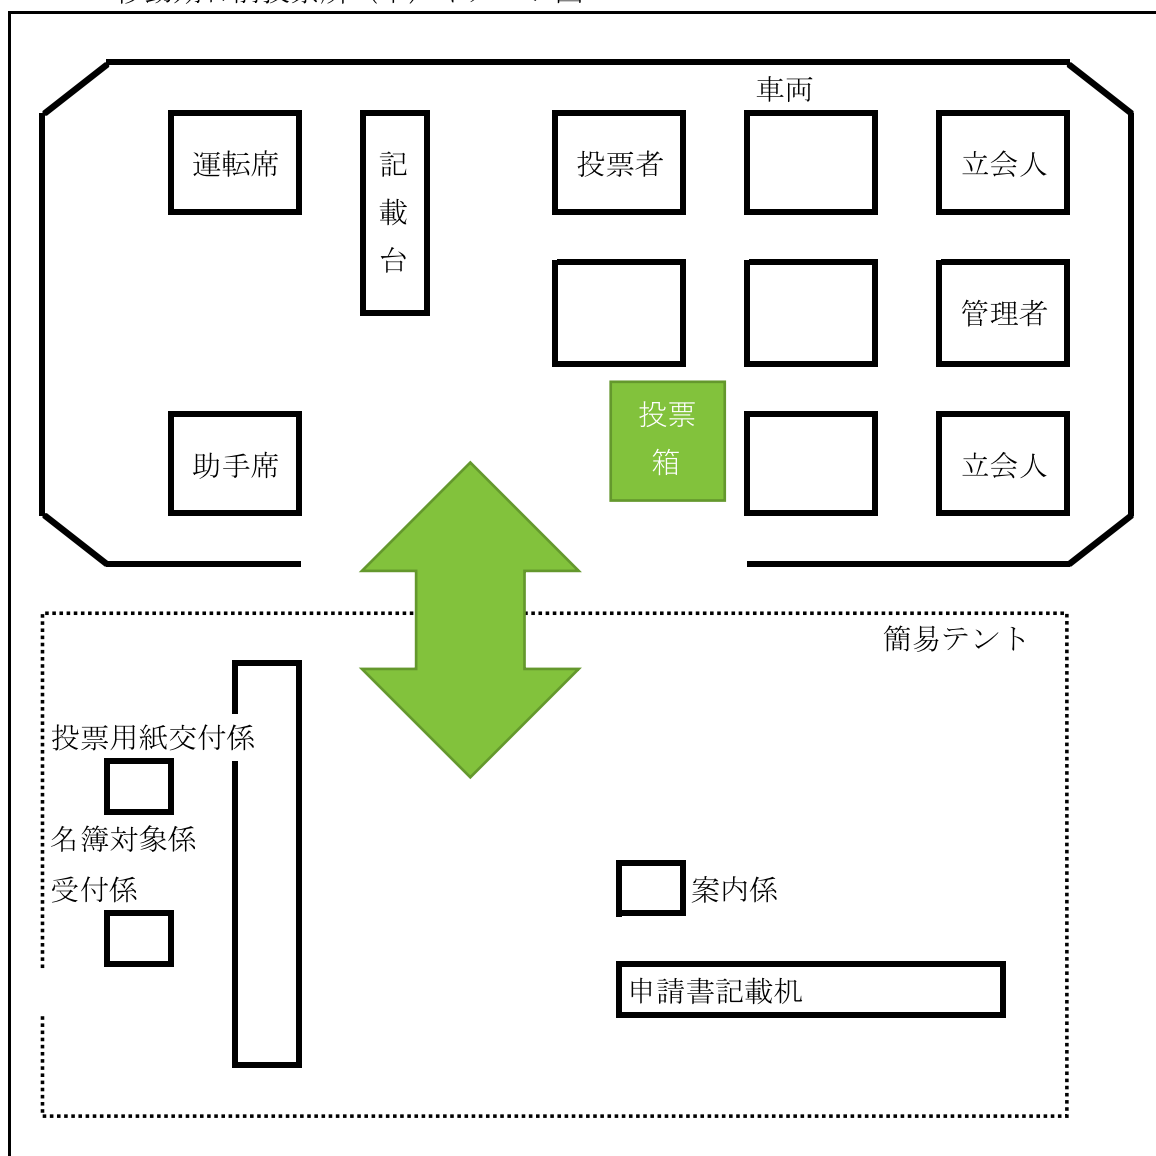 車両
運転席
記載台
投票者
立会人
管理者
投票
箱
助手席
立会人
簡易テント
投票用紙交付係
名簿対象係
受付係
案内係
申請書記載机